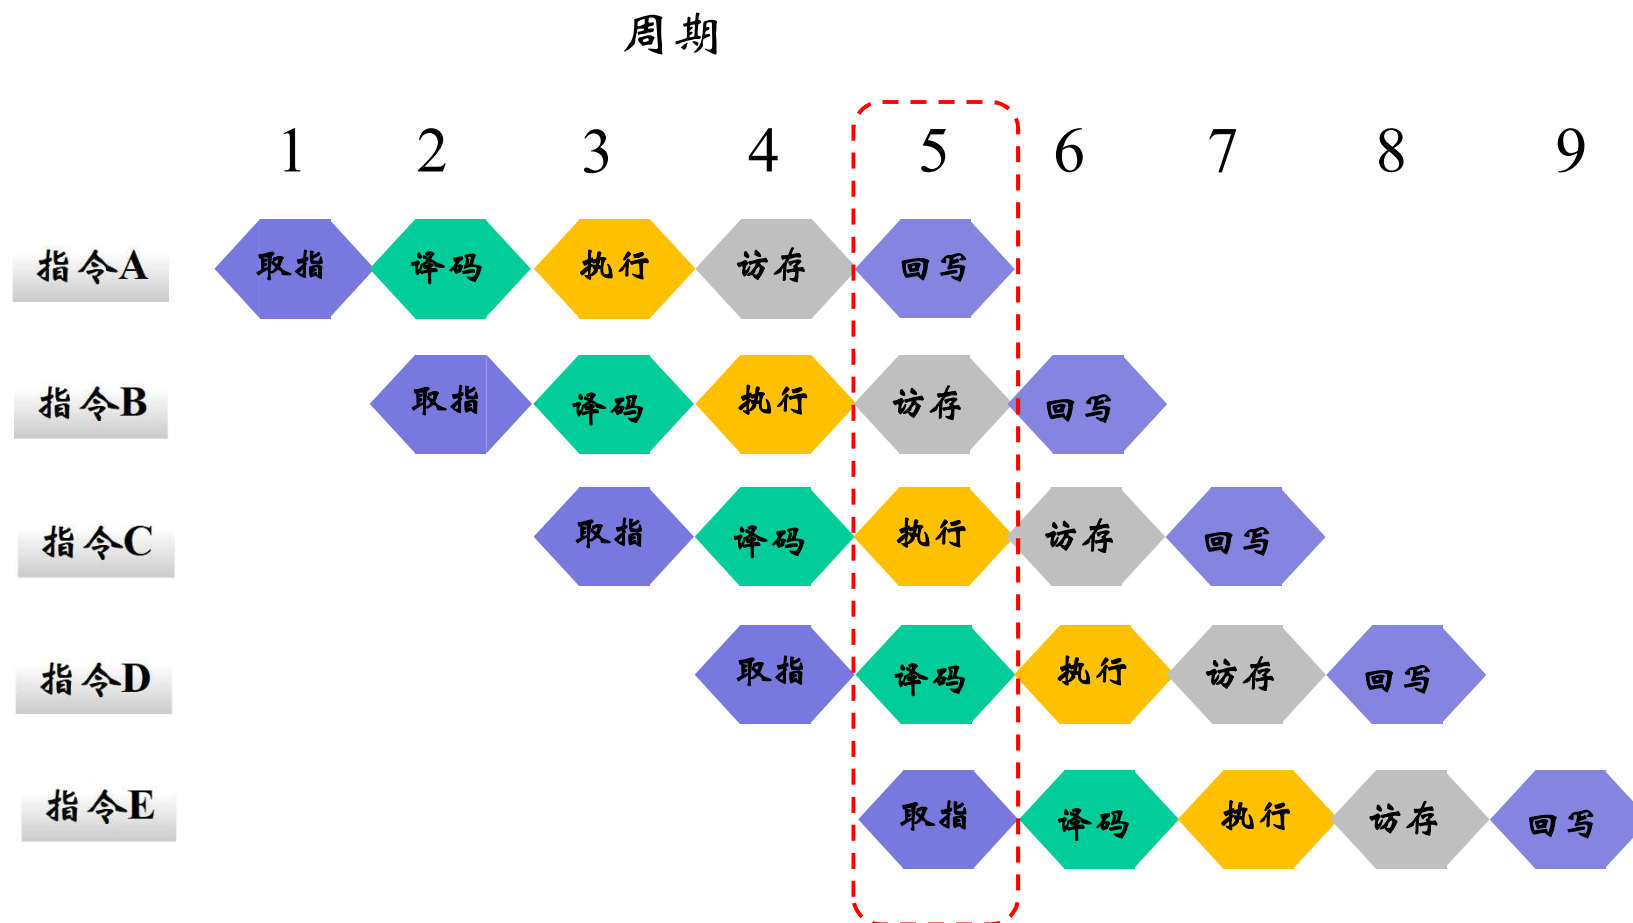 周期
1 2 3 4 5 6 7 8 9
指令A 取指 译码 执行 访存 回写
指令B 取指 译码 执行 访存 回写
指令C 取指 译码 执行 访存 回写
指令D 取指 译码 执行 访存 回写
指令E 取指 译码 执行 访存 回写